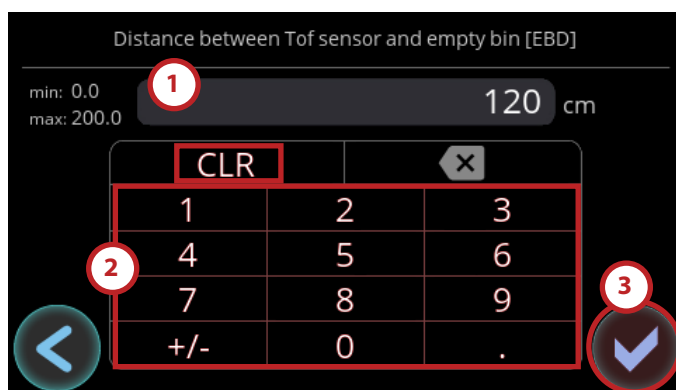 Distance between Tof sensor and empty bin [EBD]
min: 0.0
max: 200.0
1
120 cm
CLR
1 2 3
2
4 5 6
7 8 9
3
+/- 0 .